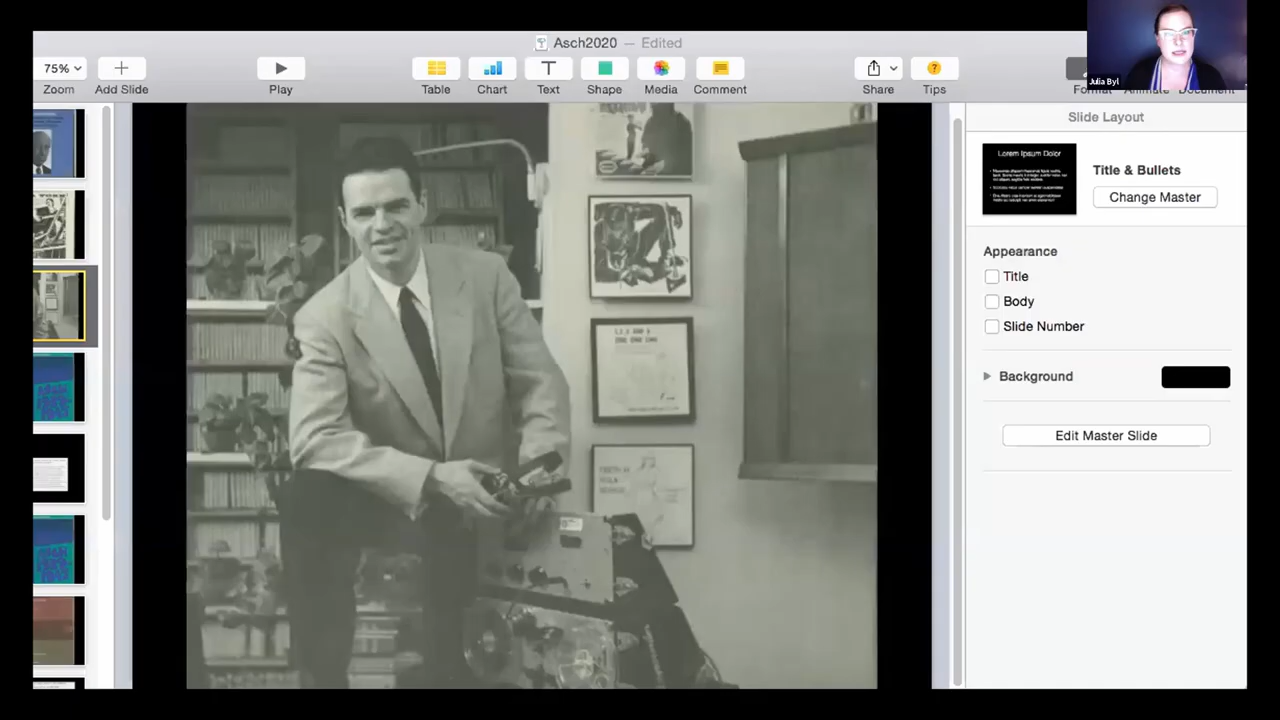 Asch2020 — Edited
75%
Zoom
Add Slide
Play
Table
Chart
Text
Shape
Media
Comment
Share
Tips
Format
Animate
Document
Julia Byl
Slide Layout
Lorem Ipsum Dolor
Title & Bullets
Change Master
Appearance
Title
Body
Slide Number
Background
Edit Master Slide